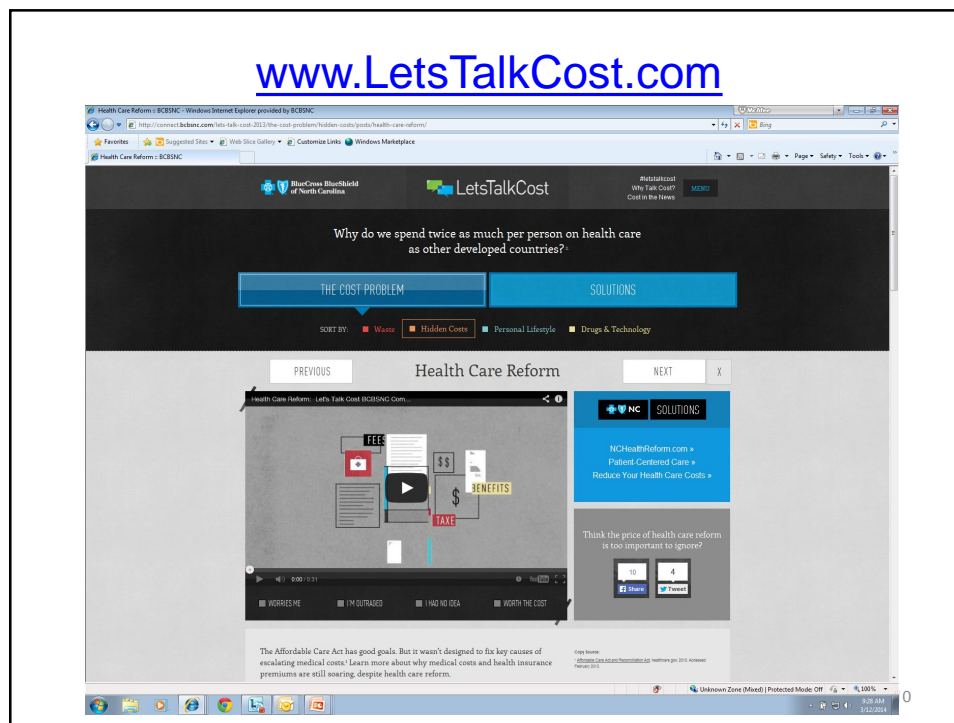 www.LetsTalkCost.com
Health Care Reform :: BCBSNC - Windows Internet Explorer provided by BCBSNC
McAfee
http://connect.bcbsnc.com/lets-talk-cost-2013/the-cost-problem/hidden-costs/posts/health-care-reform/
Bing
Favorites Suggested Sites Web Slice Gallery Customize Links Windows Marketplace
Health Care Reform :: BCBSNC
Page Safety Tools
BlueCross BlueShield
of North Carolina
LetsTalkCost
#letstalkcost
Why Talk Cost?
Cost in the News
MENU
Why do we spend twice as much per person on health care
as other developed countries?
THE COST PROBLEM
SOLUTIONS
SORT BY: Waste Hidden Costs Personal Lifestyle Drugs & Technology
PREVIOUS
Health Care Reform
NEXT
X
Health Care Reform: Let's Talk Cost BCBSNC Com...
FEES
$$
$
BENEFITS
TAXE
0:00 / 0:31
YouTube
WORRIES ME
I'M OUTRAGED
I HAD NO IDEA
WORTH THE COST
NC SOLUTIONS
NCHealthReform.com »
Patient-Centered Care »
Reduce Your Health Care Costs »
Think the price of health care reform
is too important to ignore?
10
4
Share
Tweet
The Affordable Care Act has good goals. But it wasn't designed to fix key causes of
escalating medical costs.¹ Learn more about why medical costs and health insurance
premiums are still soaring, despite health care reform.
Copy Source:
¹ Affordable Care Act and Reconciliation Act, healthcare.gov, 2010. Accessed
February 2013.
Unknown Zone (Mixed) | Protected Mode: Off
100%
9:28 AM
3/12/2014
0